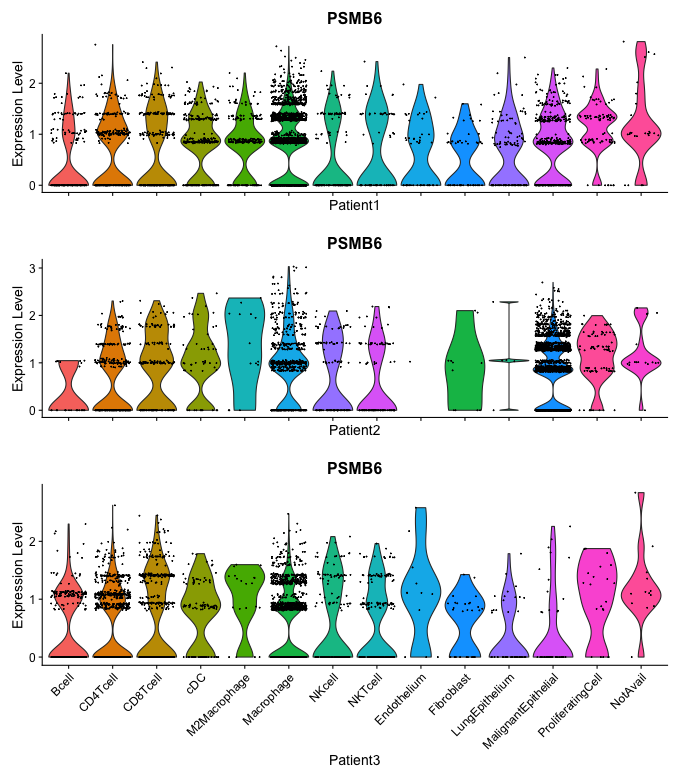 PSMB6
Expression Level
2
1
0
Patient1
PSMB6
Expression Level
3
2
1
0
Patient2
PSMB6
Expression Level
2
1
0
Bcell
CD4Tcell
CD8Tcell
cDC
M2Macrophage
Macrophage
NKcell
NKTcell
Endothelium
Fibroblast
LungEpithelium
MalignantEpithelial
ProliferatingCell
NotAvail
Patient3